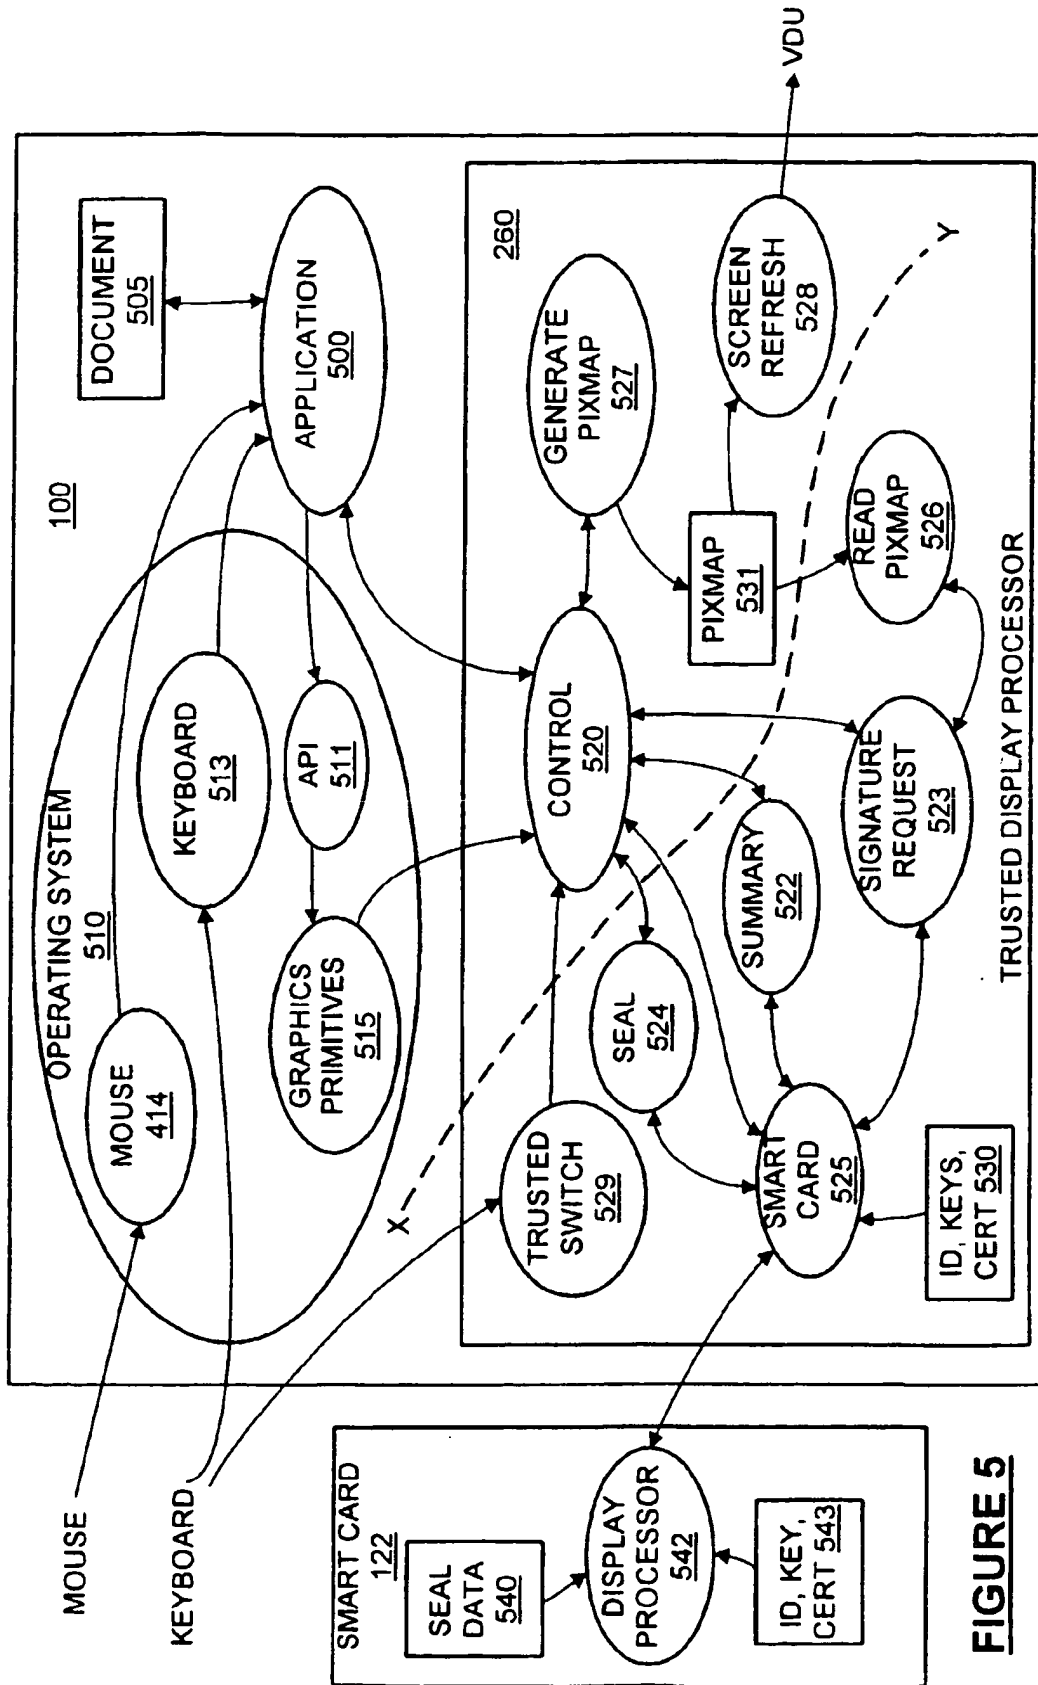 MOUSE
KEYBOARD
100
OPERATING SYSTEM
510
MOUSE
414
KEYBOARD
513
API
511
GRAPHICS
PRIMITIVES
515
DOCUMENT
505
APPLICATION
500
X
Y
260
TRUSTED
SWITCH
529
CONTROL
520
GENERATE
PIXMAP
527
SEAL
524
SUMMARY
522
PIXMAP
531
SCREEN
REFRESH
528
VDU
SMART
CARD
525
SIGNATURE
REQUEST
523
READ
PIXMAP
526
ID, KEYS,
CERT 530
TRUSTED DISPLAY PROCESSOR
SMART CARD
122
SEAL
DATA
540
DISPLAY
PROCESSOR
542
ID, KEY,
CERT 543
FIGURE 5